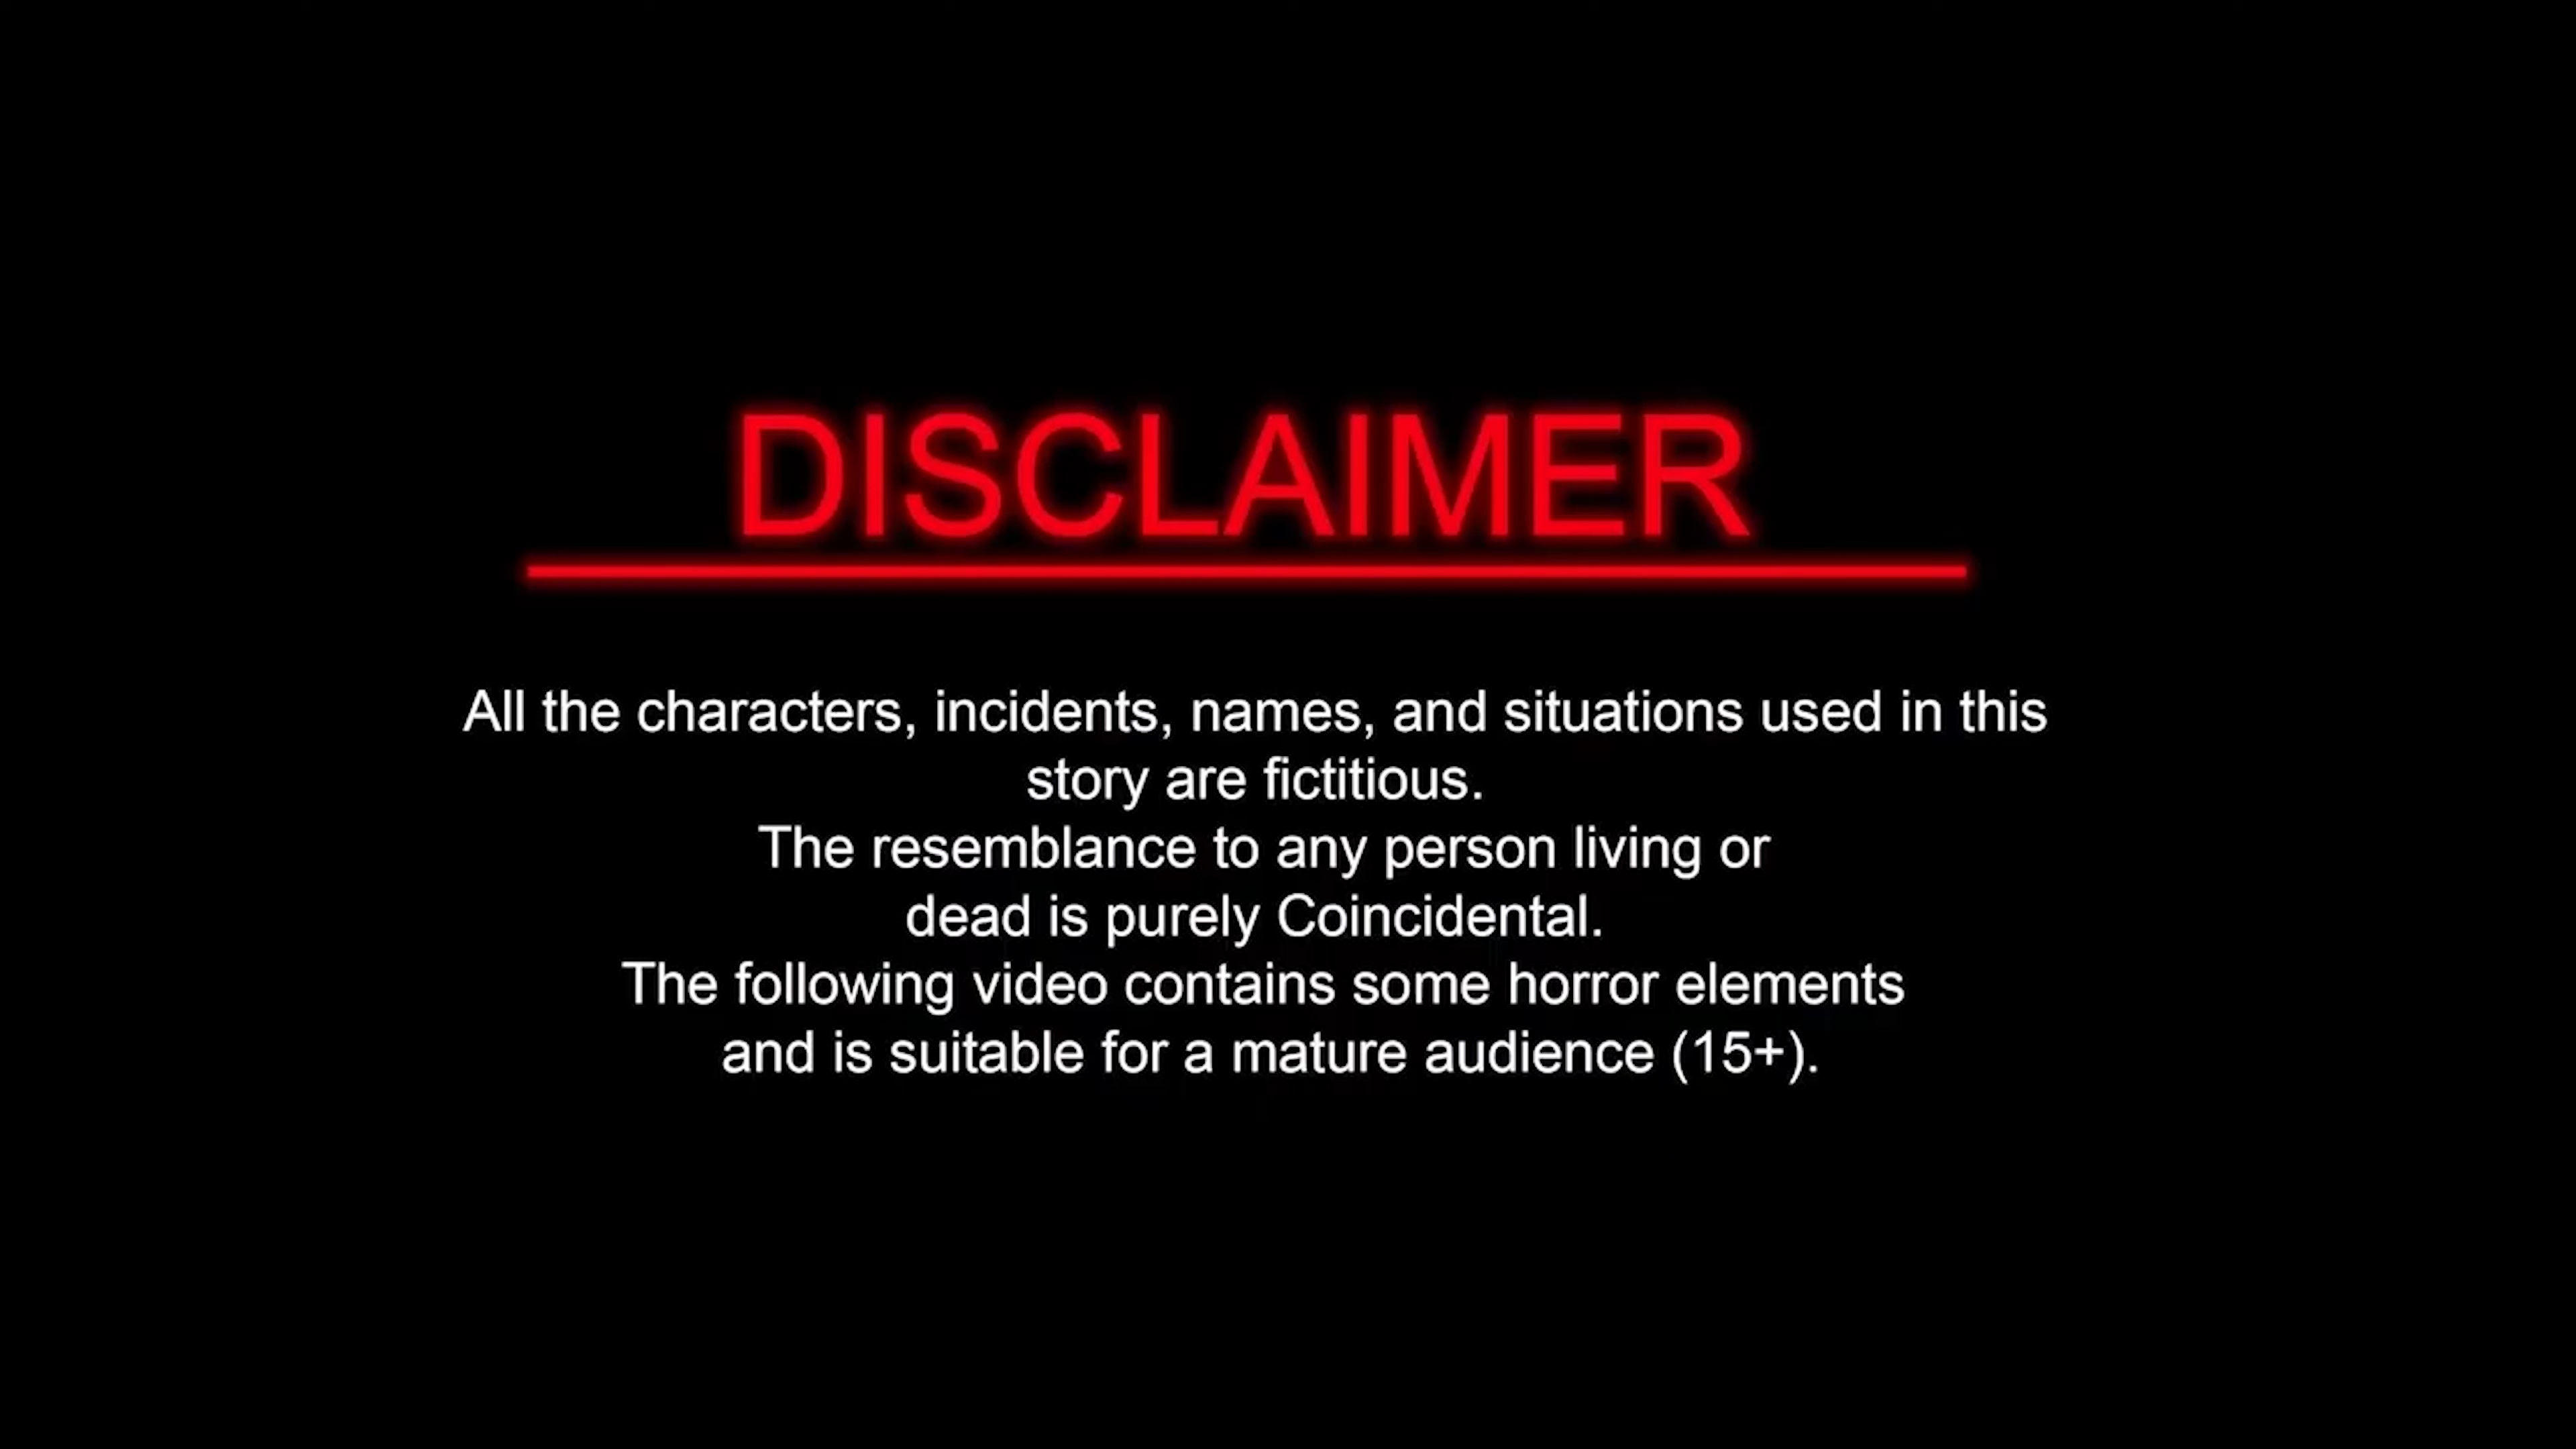 DISCLAIMER
All the characters, incidents, names, and situations used in this
story are fictitious.
The resemblance to any person living or
dead is purely Coincidental.
The following video contains some horror elements
and is suitable for a mature audience (15+).